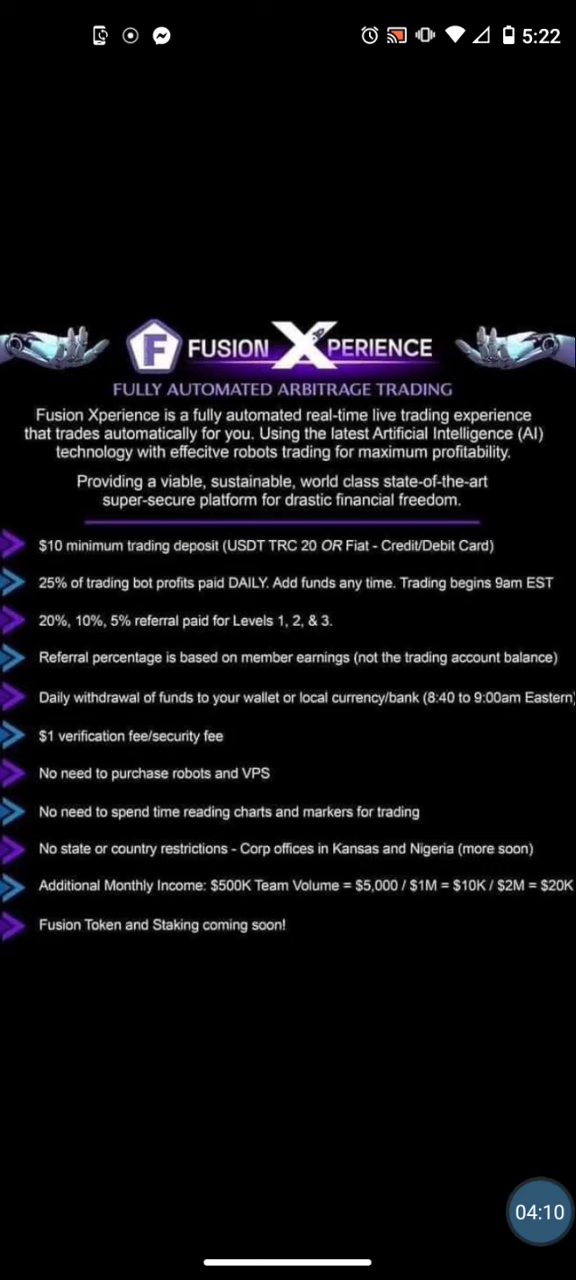 5:22
F FUSION XPERIENCE
FULLY AUTOMATED ARBITRAGE TRADING
Fusion Xperience is a fully automated real-time live trading experience
that trades automatically for you. Using the latest Artificial Intelligence (AI)
technology with effecitve robots trading for maximum profitability.
Providing a viable, sustainable, world class state-of-the-art
super-secure platform for drastic financial freedom.
$10 minimum trading deposit (USDT TRC 20 OR Fiat - Credit/Debit Card)
25% of trading bot profits paid DAILY. Add funds any time. Trading begins 9am EST
20%, 10%, 5% referral paid for Levels 1, 2, & 3.
Referral percentage is based on member earnings (not the trading account balance)
Daily withdrawal of funds to your wallet or local currency/bank (8:40 to 9:00am Eastern)
$1 verification fee/security fee
No need to purchase robots and VPS
No need to spend time reading charts and markers for trading
No state or country restrictions - Corp offices in Kansas and Nigeria (more soon)
Additional Monthly Income: $500K Team Volume = $5,000 / $1M = $10K / $2M = $20K
Fusion Token and Staking coming soon!
04:10